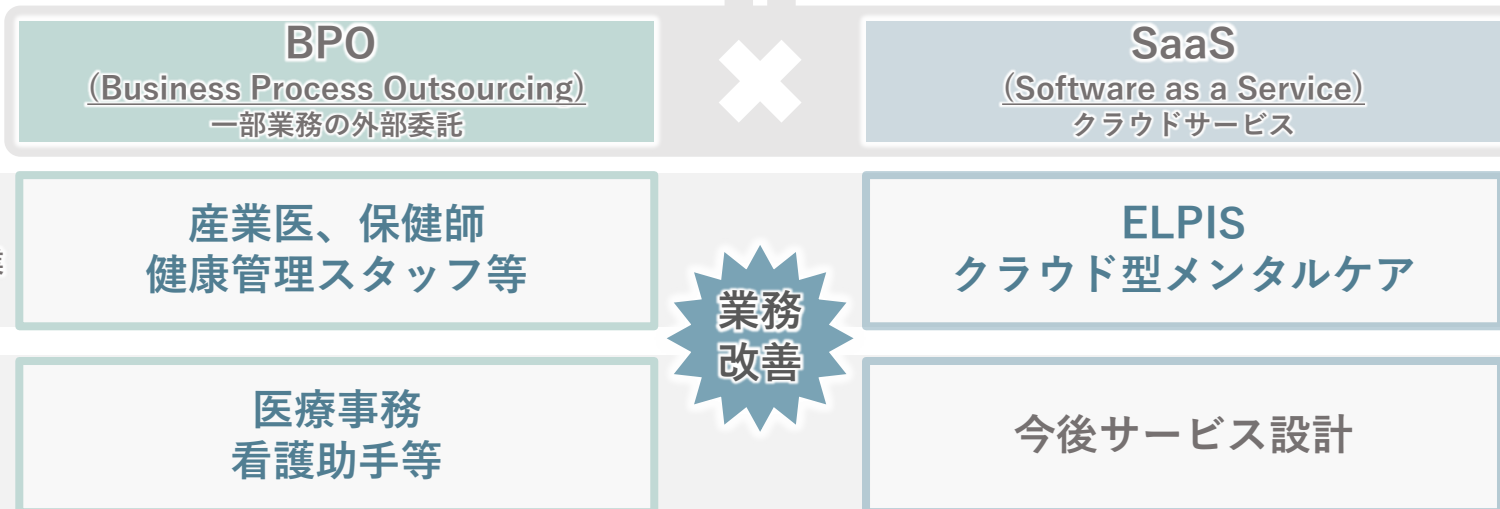 BPO
(Business Process Outsourcing)
一部業務の外部委託
SaaS
(Software as a Service)
クラウドサービス
産業医、保健師
健康管理スタッフ等
ELPIS
クラウド型メンタルケア
業務
改善
医療事務
看護助手等
今後サービス設計